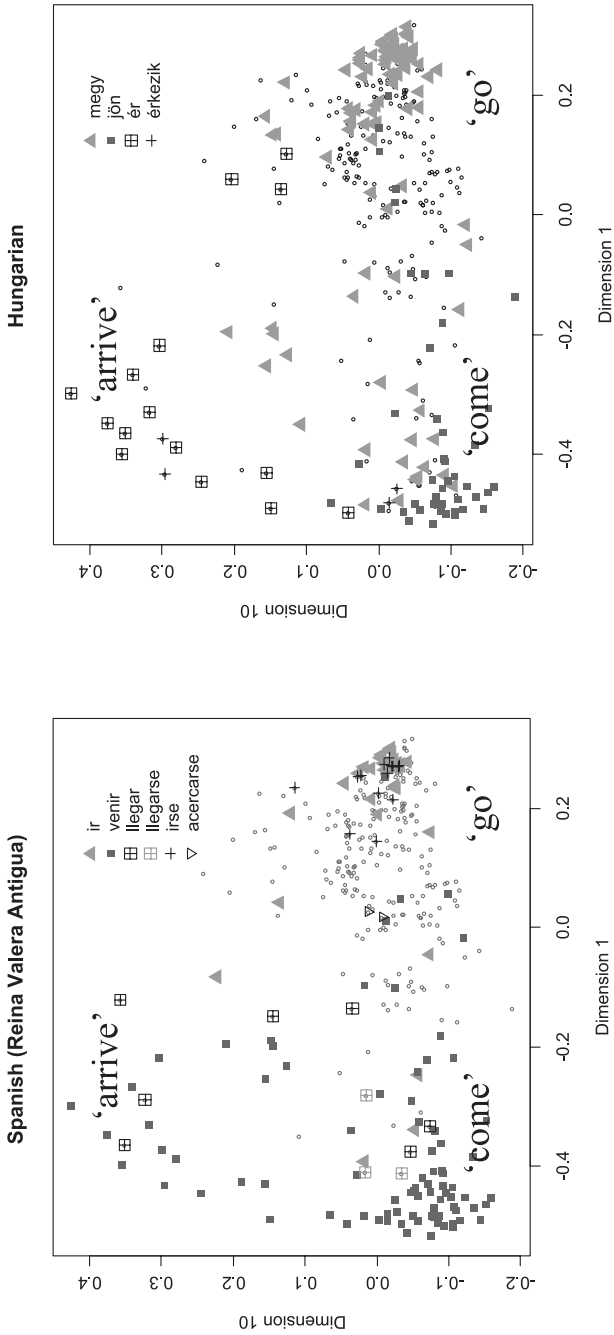 Spanish (Reina Valera Antigua)
ir
venir
llegar
llegarse
irse
acercarse
'arrive'
'come'
'go'
0.4
0.3
0.2
0.1
0.0
-0.1
-0.2
Dimension 10
-0.4
-0.2
0.0
0.2
Dimension 1
Hungarian
megy
jön
ér
érkezik
'arrive'
'come'
'go'
0.4
0.3
0.2
0.1
0.0
-0.1
-0.2
Dimension 10
-0.4
-0.2
0.0
0.2
Dimension 1